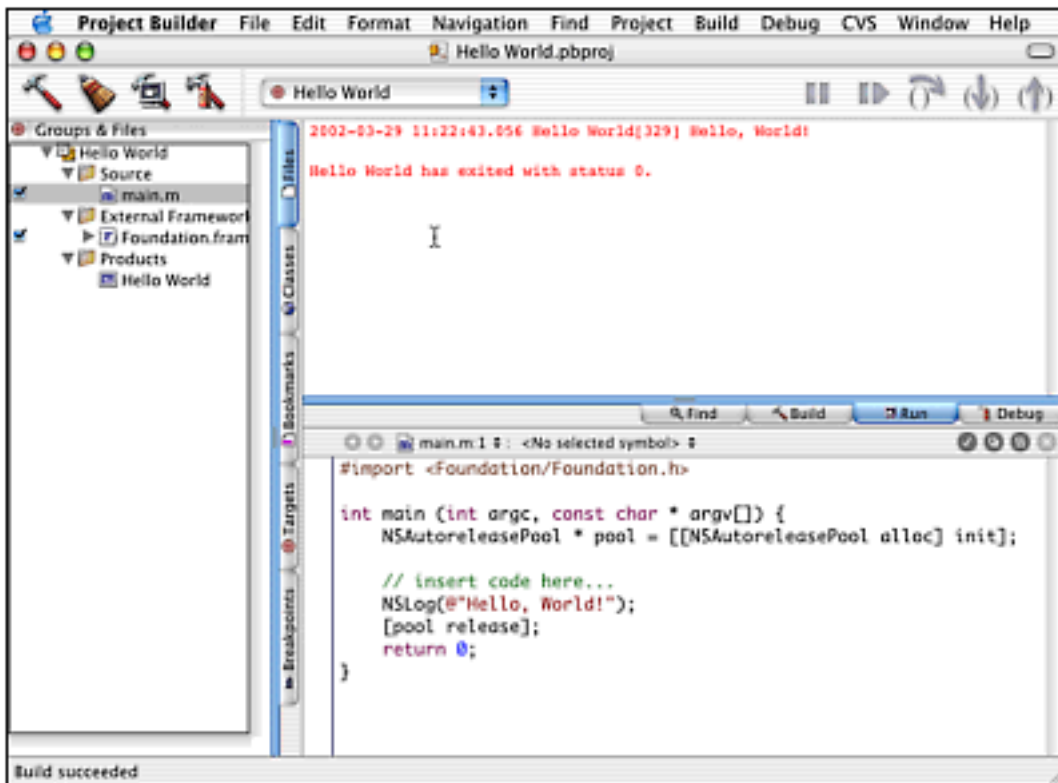 Project Builder File Edit Format Navigation Find Project Build Debug CVS Window Help
Hello World.pbproj
Hello World
Groups & Files
Hello World
Source
main.m
External Framewor
Foundation.fram
Products
Hello World
Files
Classes
Bookmarks
Targets
Breakpoints
2002-03-29 11:22:43.056 Hello World[329] Hello, World!
Hello World has exited with status 0.
Find Build Run Debug
main.m:1 : <No selected symbol>
#import <Foundation/Foundation.h>
int main (int argc, const char * argv[]) {
NSAutoreleasePool * pool = [[NSAutoreleasePool alloc] init];
// insert code here...
NSLog(@"Hello, World!");
[pool release];
return 0;
}
Build succeeded